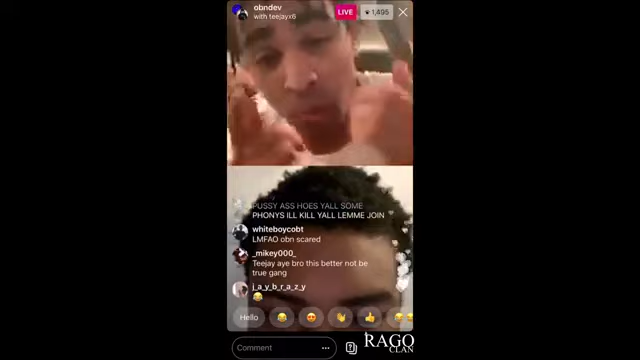 obndev
with teejayx6
LIVE
1,495
PUSSY ASS HOES YALL SOME
PHONYS ILL KILL YALL LEMME JOIN
whiteboycobt
LMFAO obn scared
_mikey000_
Teejay aye bro this better not be
true gang
j_a_y_b_r_a_z_y
Hello
Comment
RAGO
CLAN